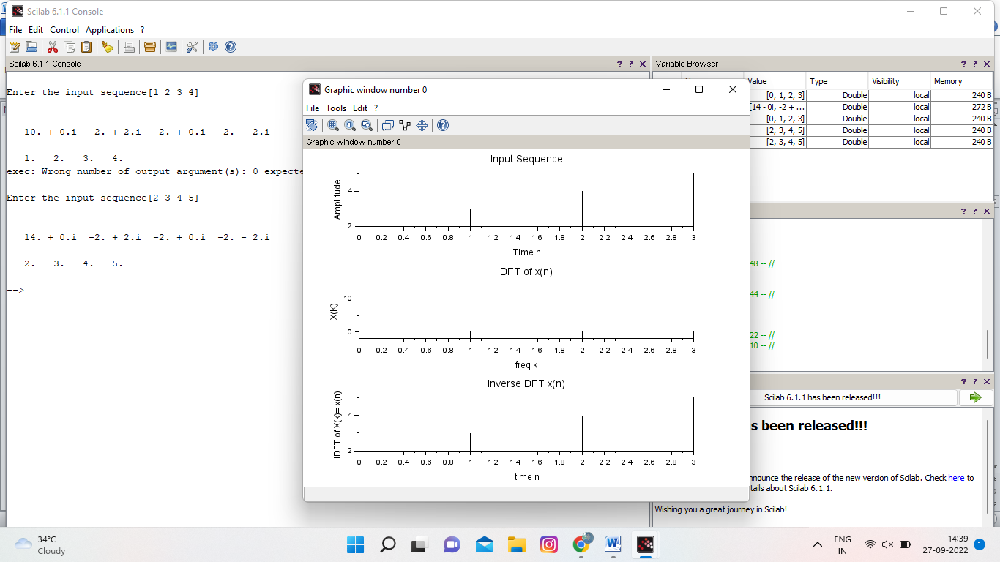 Scilab 6.1.1 Console
File Edit Control Applications ?
Scilab 6.1.1 Console
Enter the input sequence[1 2 3 4]
10. + 0.i -2. + 2.i -2. + 0.i -2. - 2.i
1. 2. 3. 4.
exec: Wrong number of output argument(s): 0 expecte
Enter the input sequence[2 3 4 5]
14. + 0.i -2. + 2.i -2. + 0.i -2. - 2.i
2. 3. 4. 5.
-->
Graphic window number 0
File Tools Edit ?
Graphic window number 0
Input Sequence
Amplitude
4
2
0 0.2 0.4 0.6 0.8 1 1.2 1.4 1.6 1.8 2 2.2 2.4 2.6 2.8 3
Time n
DFT of x(n)
X(K)
10
0
0 0.2 0.4 0.6 0.8 1 1.2 1.4 1.6 1.8 2 2.2 2.4 2.6 2.8 3
freq k
Inverse DFT x(n)
IDFT of X(k)= x(n)
4
2
0 0.2 0.4 0.6 0.8 1 1.2 1.4 1.6 1.8 2 2.2 2.4 2.6 2.8 3
time n
Variable Browser
Value Type Visibility Memory
[0, 1, 2, 3] Double local 240 B
[14 - 0i, -2 + ... Double local 272 B
[0, 1, 2, 3] Double local 240 B
[2, 3, 4, 5] Double local 240 B
[2, 3, 4, 5] Double local 240 B
48 -- //
44 -- //
22 -- //
10 -- //
Scilab 6.1.1 has been released!!!
s been released!!!
nnounce the release of the new version of Scilab. Check here to
tails about Scilab 6.1.1.
Wishing you a great journey in Scilab!
34°C
Cloudy
ENG
IN
14:39
27-09-2022
1